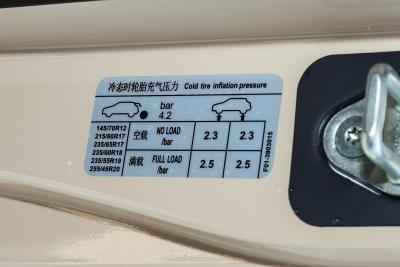 冷态时轮胎充气压力 Cold tire inflation pressure
bar
4.2
145/70R12
215/60R17
235/65R17
235/60R18
235/55R19
255/45R20
空载 NO LOAD /bar 2.3 2.3
满载 FULL LOAD /bar 2.5 2.5
F01-3903015